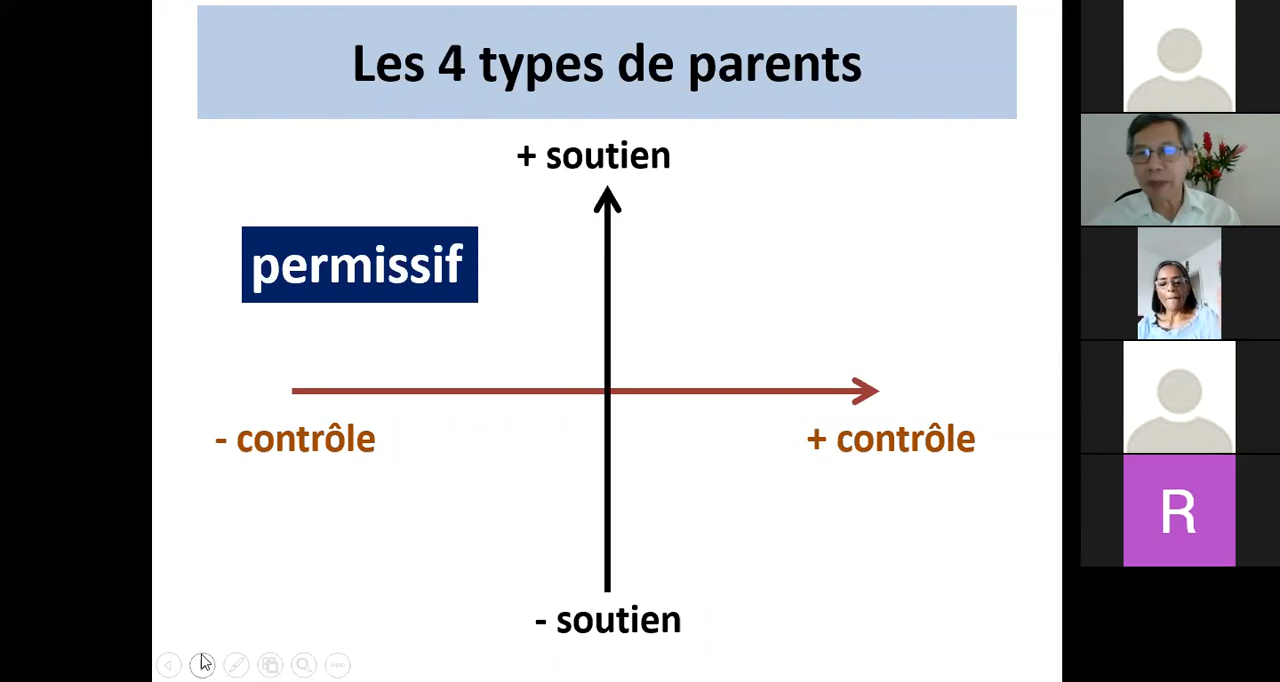 Les 4 types de parents
+ soutien
permissif
- contrôle
+ contrôle
- soutien
R